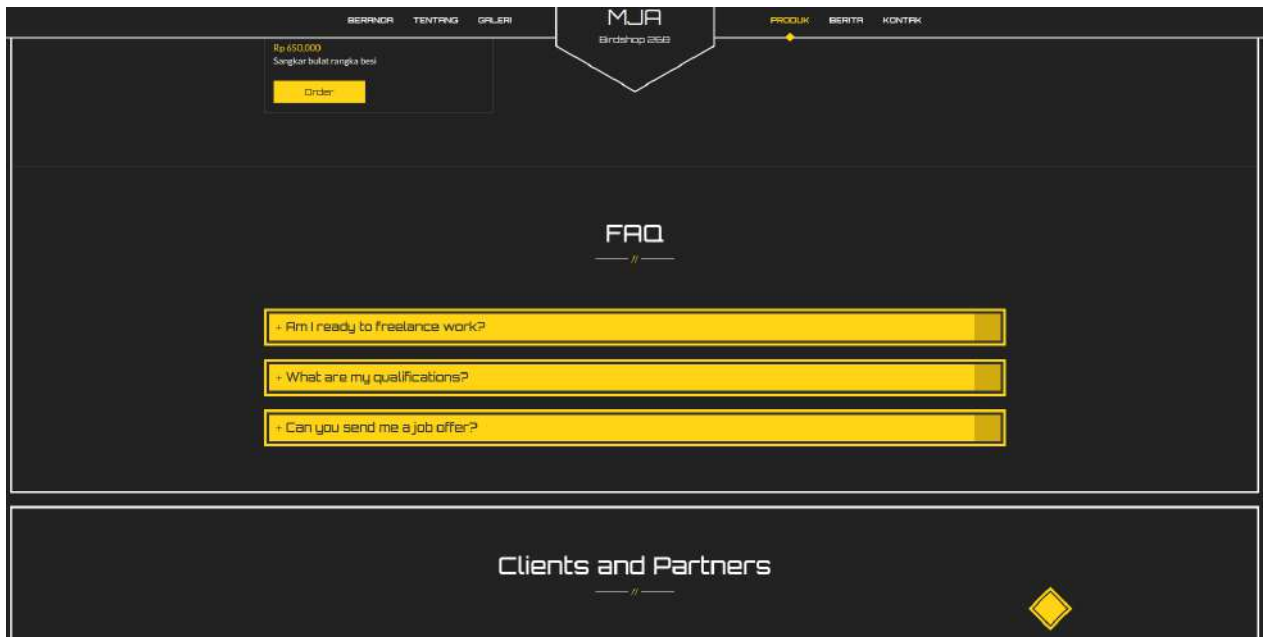 BERANDA TENTANG GALERI
MJA
Birdshop 268
PRODUK BERITA KONTAK
Rp 650,000
Sangkar bulat rangka besi
Order
FAQ
//
+ Am I ready to freelance work?
+ What are my qualifications?
+ Can you send me a job offer?
Clients and Partners
//